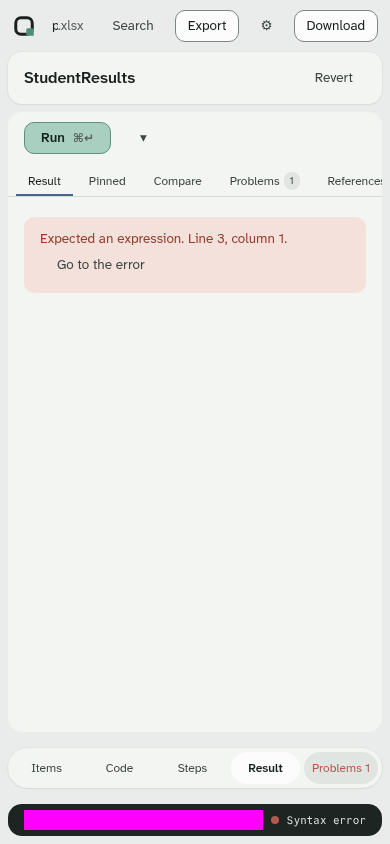 .xlsx Search Export Download
StudentResults Revert
Run ⌘↵ ▼
Result Pinned Compare Problems 1 References
Expected an expression. Line 3, column 1.
Go to the error
Items Code Steps Result Problems 1
Syntax error